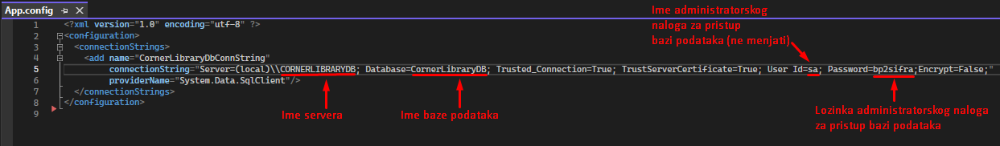 App.config
Ime administratorskog
naloga za pristup
bazi podataka (ne menjati)
1 <?xml version="1.0" encoding="utf-8" ?>
2 <configuration>
3 <connectionStrings>
4 <add name="CornerLibraryDbConnString"
5 connectionString="Server=(local)\\CORNERLIBRARYDB; Database=CornerLibraryDB; Trusted_Connection=True; TrustServerCertificate=True; User Id=sa; Password=bp2sifra;Encrypt=False;"
6 providerName="System.Data.SqlClient"/>
7 </connectionStrings>
8 </configuration>
9
Ime servera
Ime baze podataka
Lozinka administratorskog naloga
za pristup bazi podataka